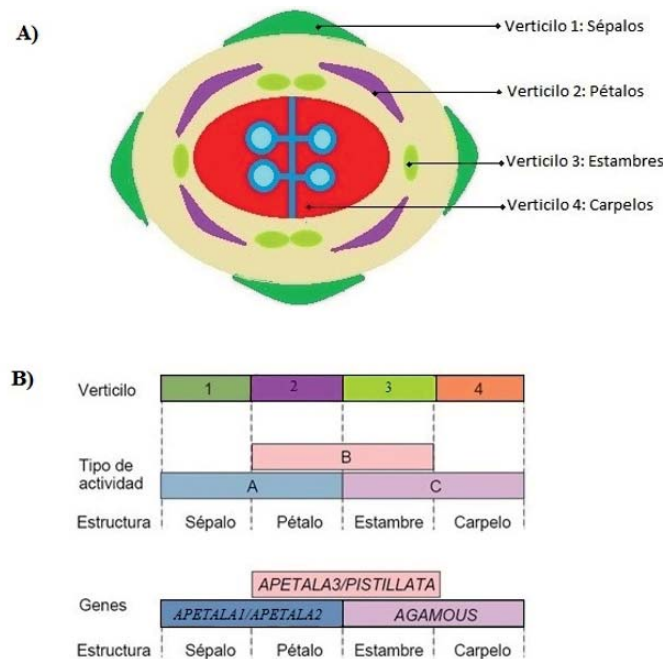 A)
Verticilo 1: Sépalos
Verticilo 2: Pétalos
Verticilo 3: Estambres
Verticilo 4: Carpelos
B)
Verticilo 1 2 3 4
B
Tipo de
actividad
A C
Estructura Sépalo Pétalo Estambre Carpelo
APETALA3/PISTILLATA
Genes APETALA1/APETALA2 AGAMOUS
Estructura Sépalo Pétalo Estambre Carpelo